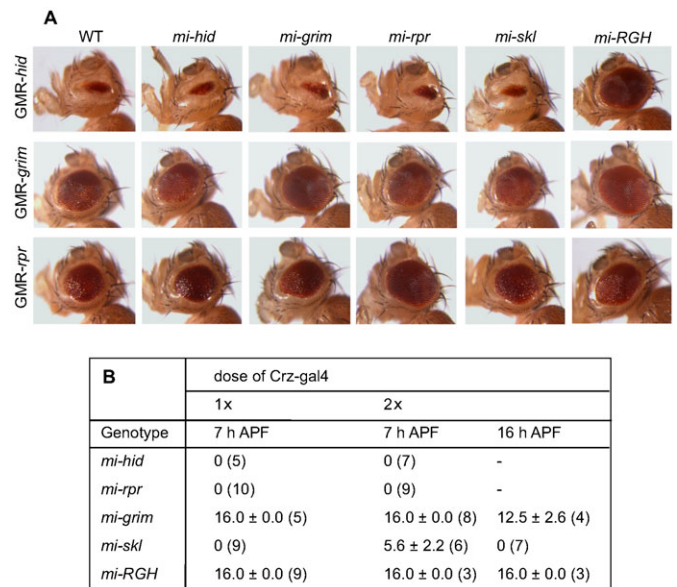 A
WT mi-hid mi-grim mi-rpr mi-skl mi-RGH
GMR-hid
GMR-grim
GMR-rpr
B dose of Crz-gal4
1x 2x
Genotype 7 h APF 7 h APF 16 h APF
mi-hid 0 (5) 0 (7) -
mi-rpr 0 (10) 0 (9) -
mi-grim 16.0 ± 0.0 (5) 16.0 ± 0.0 (8) 12.5 ± 2.6 (4)
mi-skl 0 (9) 5.6 ± 2.2 (6) 0 (7)
mi-RGH 16.0 ± 0.0 (9) 16.0 ± 0.0 (3) 16.0 ± 0.0 (3)